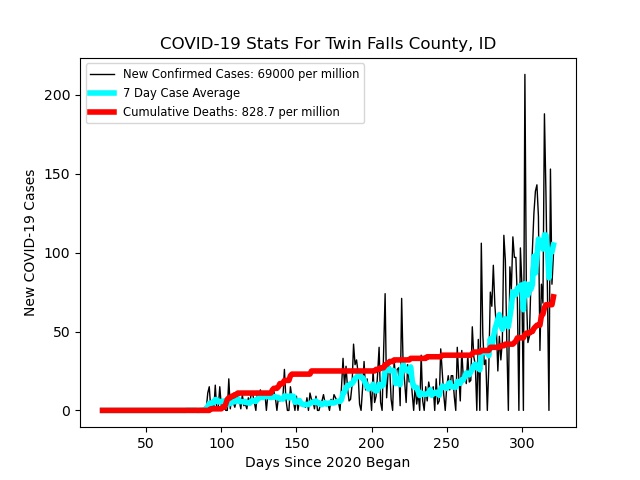 COVID-19 Stats For Twin Falls County, ID
New Confirmed Cases: 69000 per million
7 Day Case Average
Cumulative Deaths: 828.7 per million
200
150
100
50
0
New COVID-19 Cases
50
100
150
200
250
300
Days Since 2020 Began